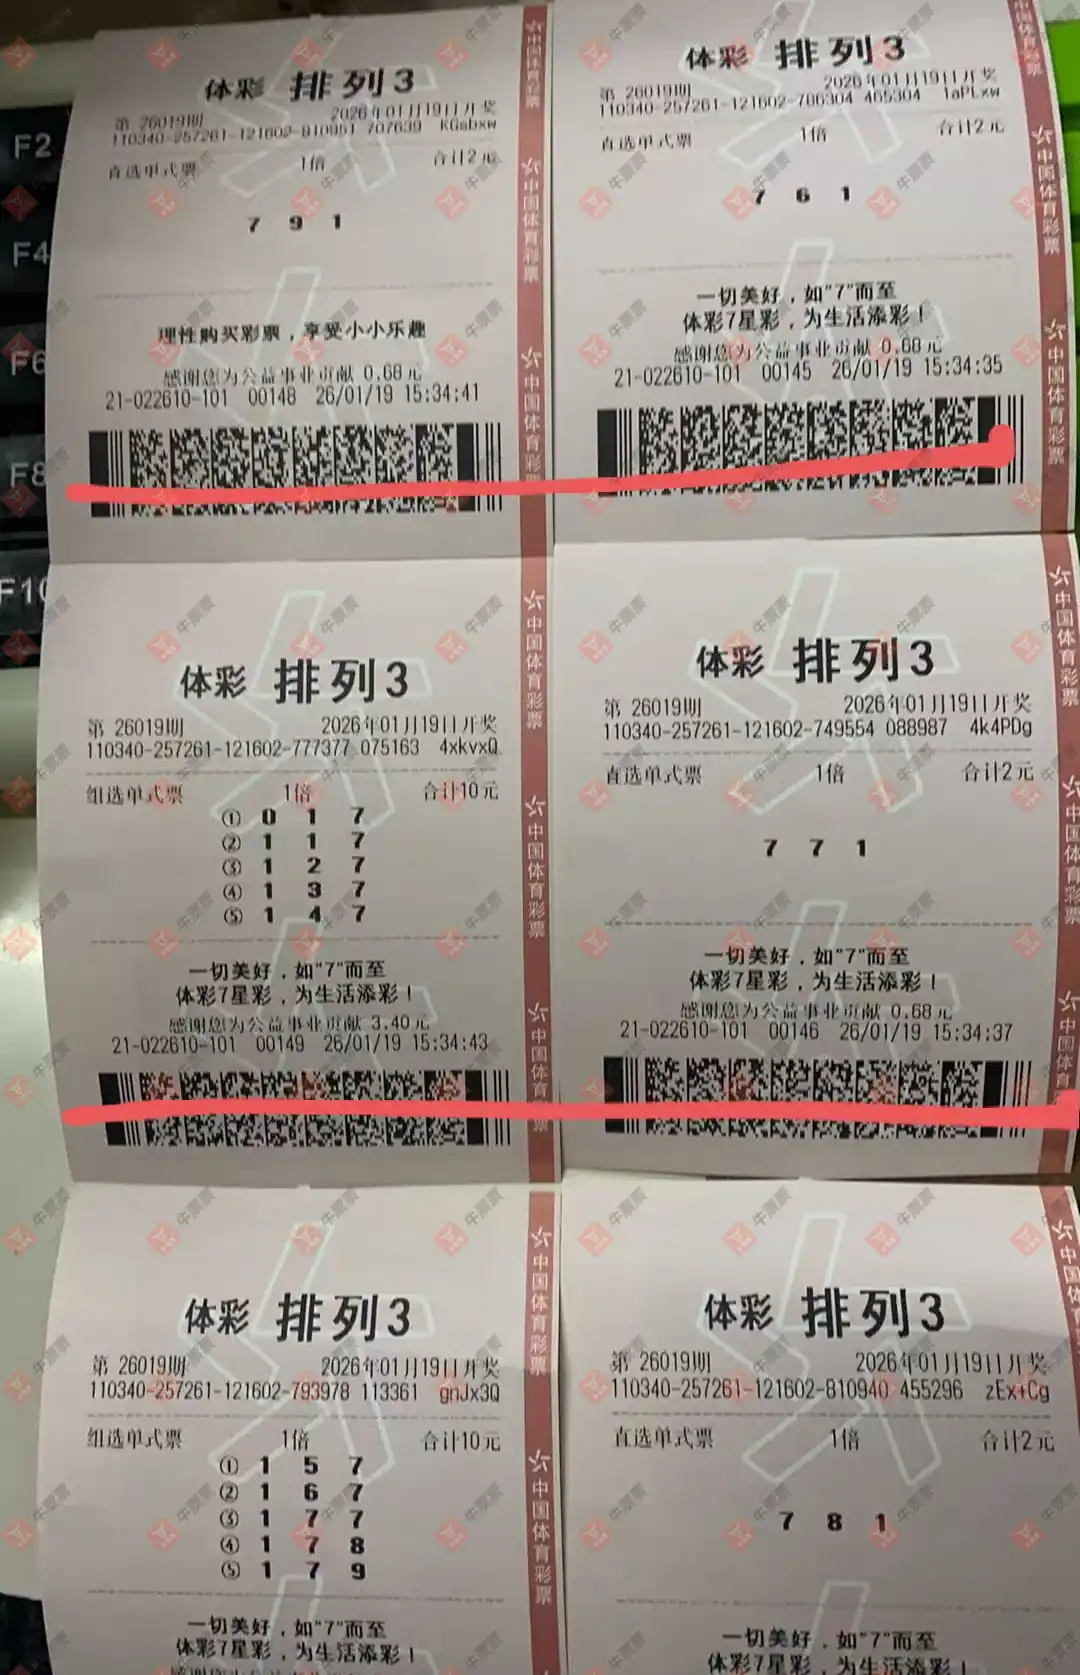 F2
F4
F6
F8
F10
体彩 排列3
第 26019期 2026年01月19日开奖
110340-257261-121602-810951 707639 KGabxw
直选单式票 1倍 合计2元
7 9 1
理性购买彩票，享受小小乐趣
感谢您为公益事业贡献 0.68元
21-022610-101 00148 26/01/19 15:34:41
体彩 排列3
第 26019期 2026年01月19日开奖
110340-257261-121602-786304 465304 1aPLxw
直选单式票 1倍 合计2元
7 6 1
一切美好，如"7"而至
体彩7星彩，为生活添彩！
感谢您为公益事业贡献 0.68元
21-022610-101 00145 26/01/19 15:34:35
体彩 排列3
第 26019期 2026年01月19日开奖
110340-257261-121602-777377 075163 4xkvxQ
组选单式票 1倍 合计10元
① 0 1 7
② 1 1 7
③ 1 2 7
④ 1 3 7
⑤ 1 4 7
一切美好，如"7"而至
体彩7星彩，为生活添彩！
感谢您为公益事业贡献 3.40元
21-022610-101 00149 26/01/19 15:34:43
体彩 排列3
第 26019期 2026年01月19日开奖
110340-257261-121602-749554 088987 4k4PDg
直选单式票 1倍 合计2元
7 7 1
一切美好，如"7"而至
体彩7星彩，为生活添彩！
感谢您为公益事业贡献 0.68元
21-022610-101 00146 26/01/19 15:34:37
体彩 排列3
第 26019期 2026年01月19日开奖
110340-257261-121602-793978 113361 gnJx3Q
组选单式票 1倍 合计10元
① 1 5 7
② 1 6 7
③ 1 7 7
④ 1 7 8
⑤ 1 7 9
一切美好，如"7"而至
体彩7星彩，为生活添彩！
体彩 排列3
第 26019期 2026年01月19日开奖
110340-257261-121602-810940 455296 zEx+Cg
直选单式票 1倍 合计2元
7 8 1
一切美好，如"7"而至
体彩7星彩，为生活添彩！
中国体育彩票
牛票票